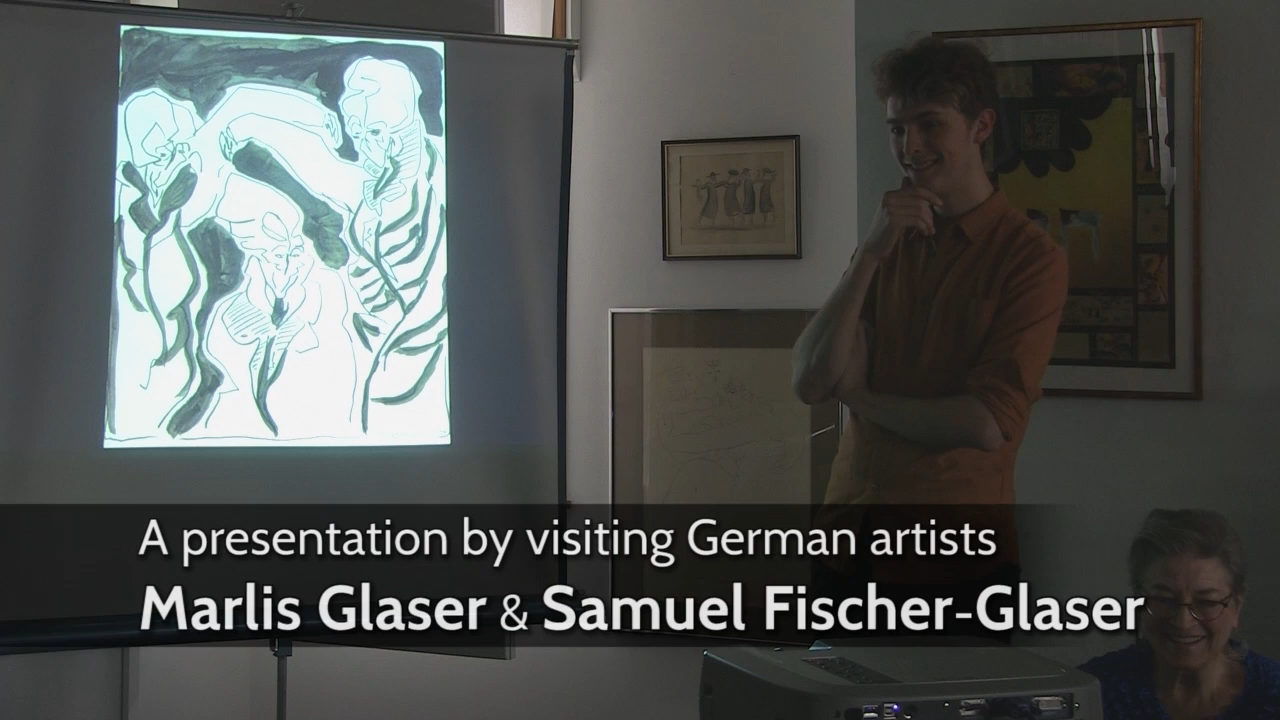 A presentation by visiting German artists
Marlis Glaser & Samuel Fischer-Glaser